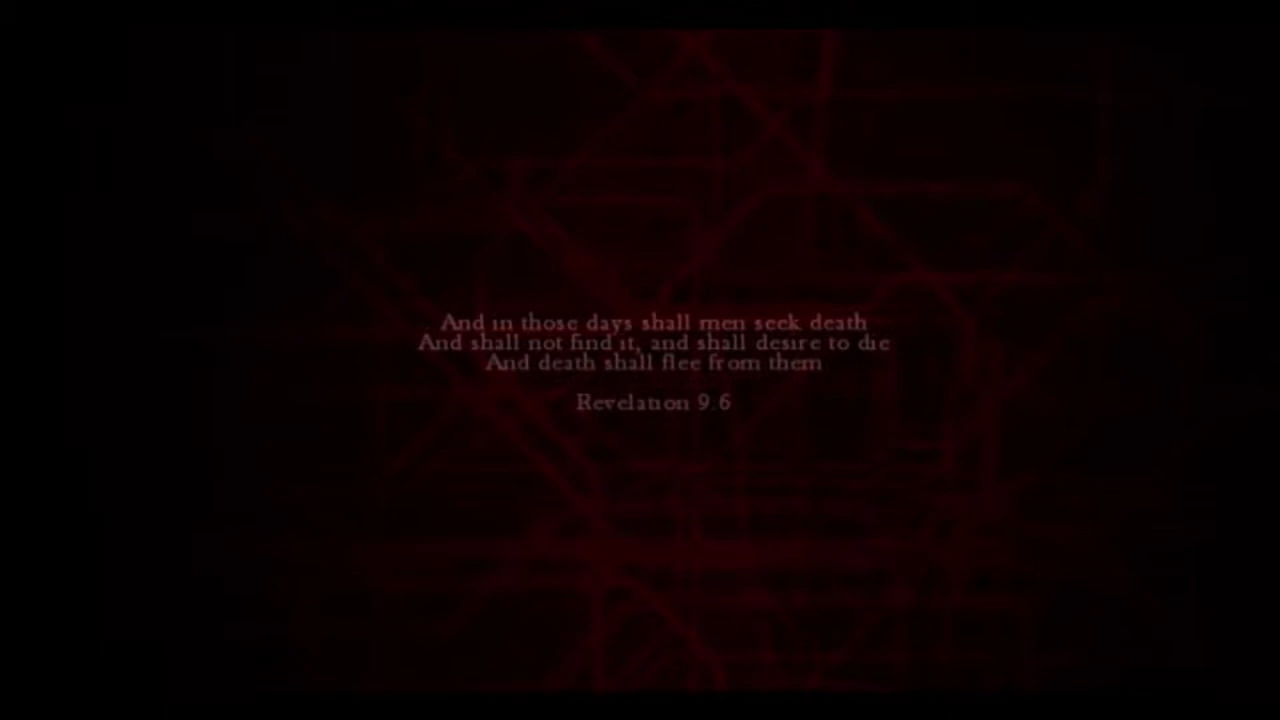 And in those days shall men seek death
And shall not find it, and shall desire to die
And death shall flee from them
Revelation 9.6